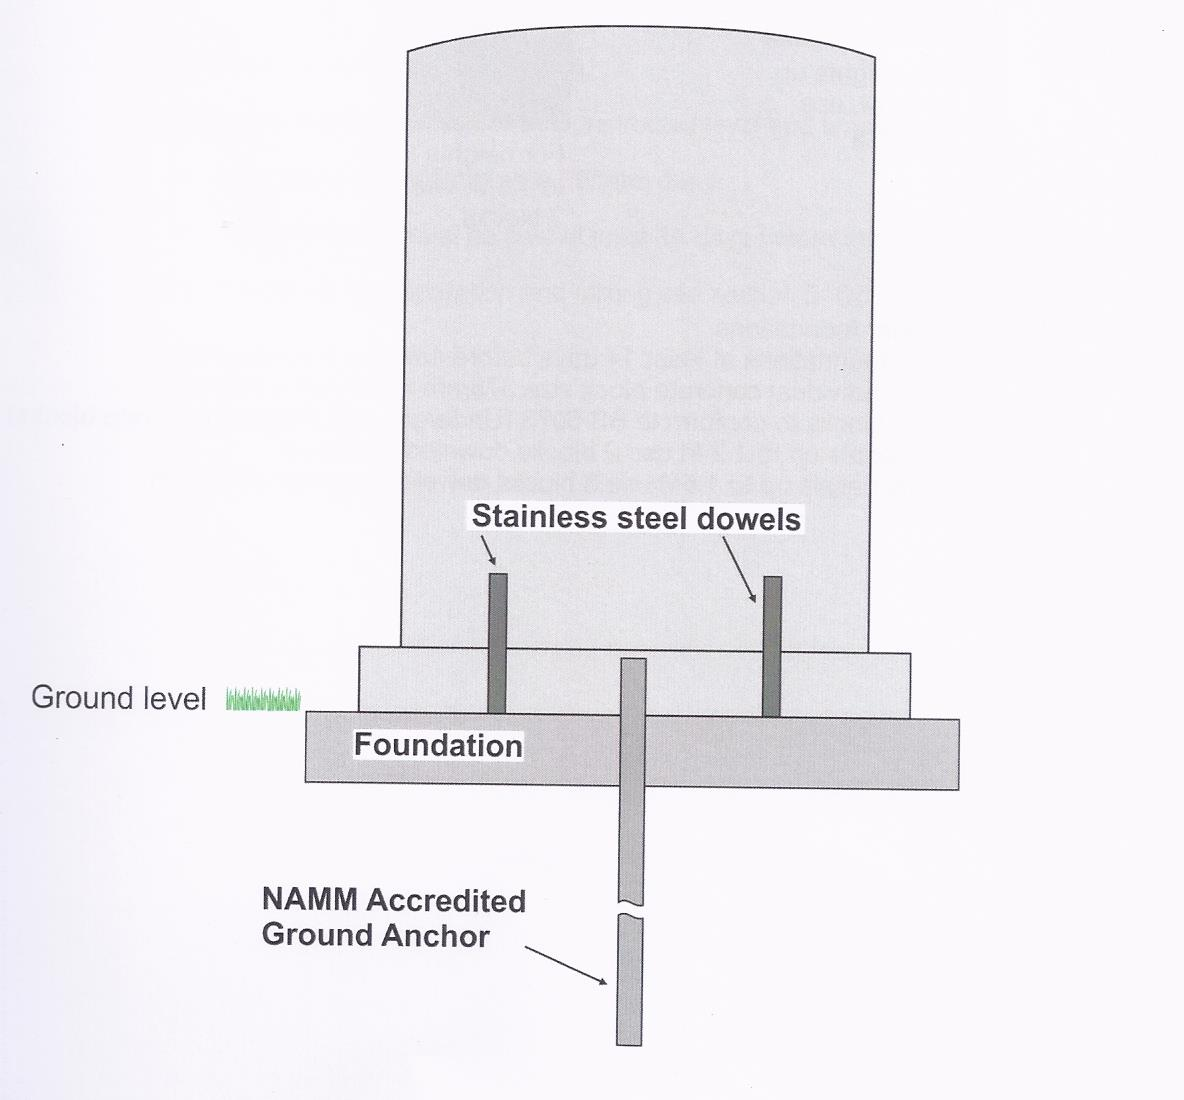 Stainless steel dowels
Ground level
Foundation
NAMM Accredited
Ground Anchor